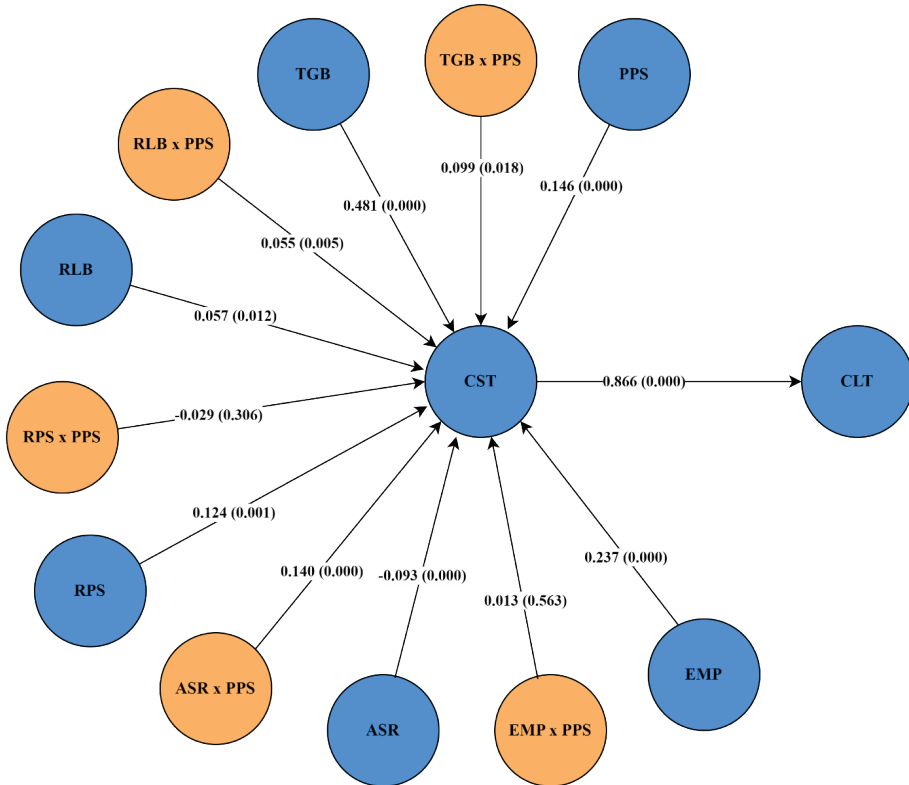 TGB
TGB x PPS
PPS
RLB x PPS
0.099 (0.018)
0.146 (0.000)
0.481 (0.000)
0.055 (0.005)
RLB
0.057 (0.012)
CST
0.866 (0.000)
CLT
-0.029 (0.306)
RPS x PPS
0.124 (0.001)
0.237 (0.000)
0.140 (0.000)
-0.093 (0.000)
RPS
0.013 (0.563)
EMP
ASR x PPS
ASR
EMP x PPS